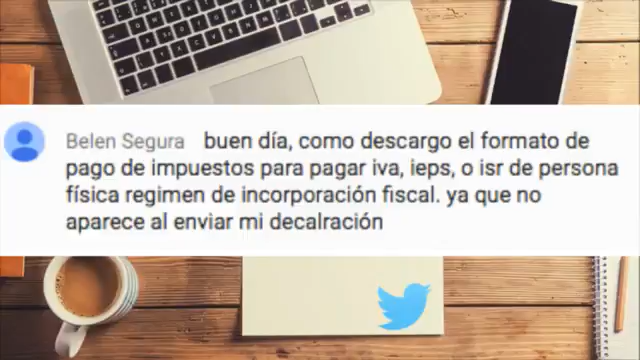 Belen Segura buen día, como descargo el formato de
pago de impuestos para pagar iva, ieps, o isr de persona
física regimen de incorporación fiscal. ya que no
aparece al enviar mi decalración